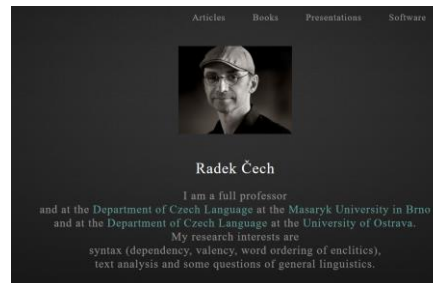 Articles Books Presentations Software
Radek Čech
I am a full professor
and at the Department of Czech Language at the Masaryk University in Brno
and at the Department of Czech Language at the University of Ostrava.
My research interests are
syntax (dependency, valency, word ordering of enclitics),
text analysis and some questions of general linguistics.